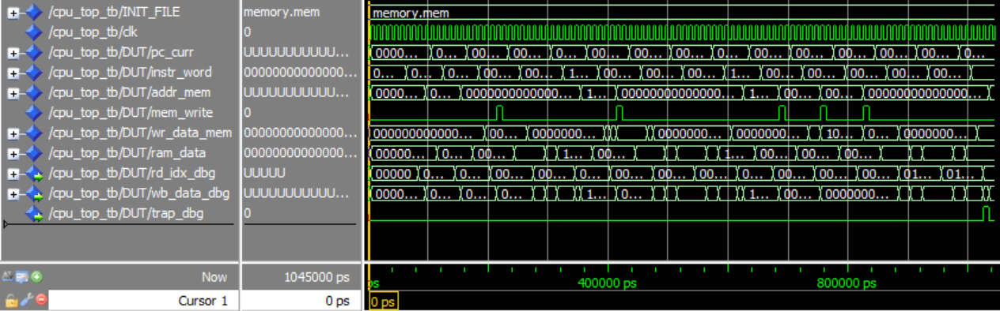 /cpu_top_tb/INIT_FILE memory.mem memory.mem
/cpu_top_tb/clk 0
/cpu_top_tb/DUT/pc_curr UUUUUUUUUUU... 0000... 0... 00... 00... 0... 00... 00... 00... 0... 00... 00... 00... 00... 00... 0...
/cpu_top_tb/DUT/instr_word 00000000000000... 0... 0... 0... 00... 00... 1... 00... 00... 00... 1... 00... 00... 00... 00...
/cpu_top_tb/DUT/addr_mem UUUUUUUUUUU... 0000... 0... 0000000000000... 1... 00000000000000... 1... 00... 00... 0000000000000...
/cpu_top_tb/DUT/mem_write 0
/cpu_top_tb/DUT/wr_data_mem 00000000000000... 000000000000... 00... 0000000... 0000000... 0000000... 10... 0... 0000000...
/cpu_top_tb/DUT/ram_data 00000000000000... 00000... 0... 00... 1... 00... 1... 00... 00... 00...
/cpu_top_tb/DUT/rd_idx_dbg UUUUU 00000 0... 0... 00... 00... 0... 00... 00... 00... 0... 00... 00... 00... 01... 01...
/cpu_top_tb/DUT/wb_data_dbg UUUUUUUUUUU... 0000... 0... 0... 0... 1... 0... 1... 00... 0000000...
/cpu_top_tb/DUT/trap_dbg 0
Now 1045000 ps ps 400000 ps 800000 ps
Cursor 1 0 ps 0 ps